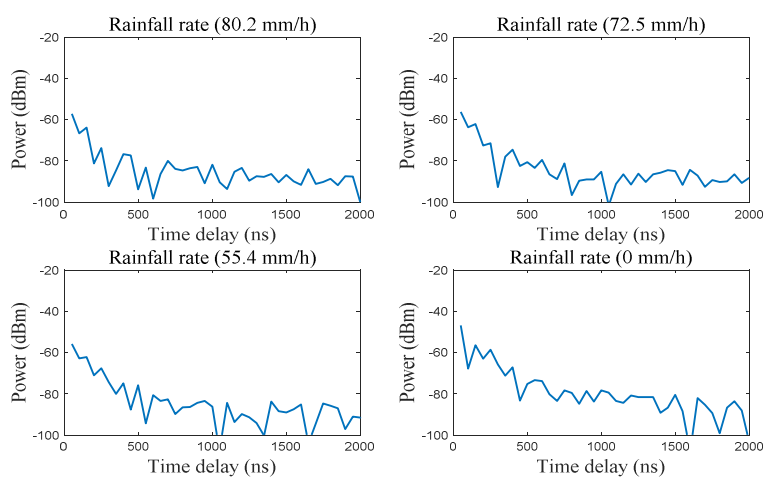 Rainfall rate (80.2 mm/h)
-20
-40
-60
-80
-100
Power (dBm)
0 500 1000 1500 2000
Time delay (ns)
Rainfall rate (72.5 mm/h)
-20
-40
-60
-80
-100
Power (dBm)
0 500 1000 1500 2000
Time delay (ns)
Rainfall rate (55.4 mm/h)
-20
-40
-60
-80
-100
Power (dBm)
0 500 1000 1500 2000
Time delay (ns)
Rainfall rate (0 mm/h)
-20
-40
-60
-80
-100
Power (dBm)
0 500 1000 1500 2000
Time delay (ns)